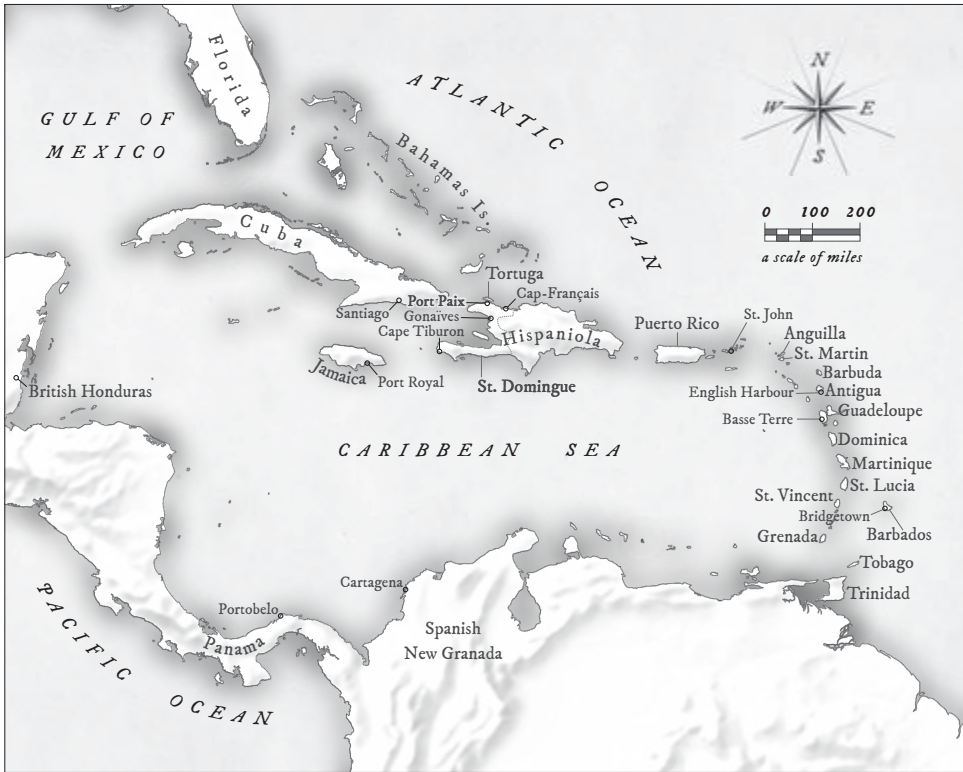 Florida
ATLANTIC
OCEAN
GULF OF
MEXICO
Bahamas Is.
N
W
E
S
0 100 200
a scale of miles
Cuba
Tortuga
Port Paix
Cap-Français
Santiago
Gonaïves
Cape Tiburon
Hispaniola
Puerto Rico
St. John
Anguilla
St. Martin
Barbuda
Jamaica
Port Royal
St. Domingue
English Harbour
Antigua
British Honduras
Basse Terre
Guadeloupe
Dominica
CARIBBEAN SEA
Martinique
St. Lucia
St. Vincent
Bridgetown
Grenada
Barbados
Tobago
Trinidad
Cartagena
Portobelo
Panama
Spanish
New Granada
PACIFIC
OCEAN